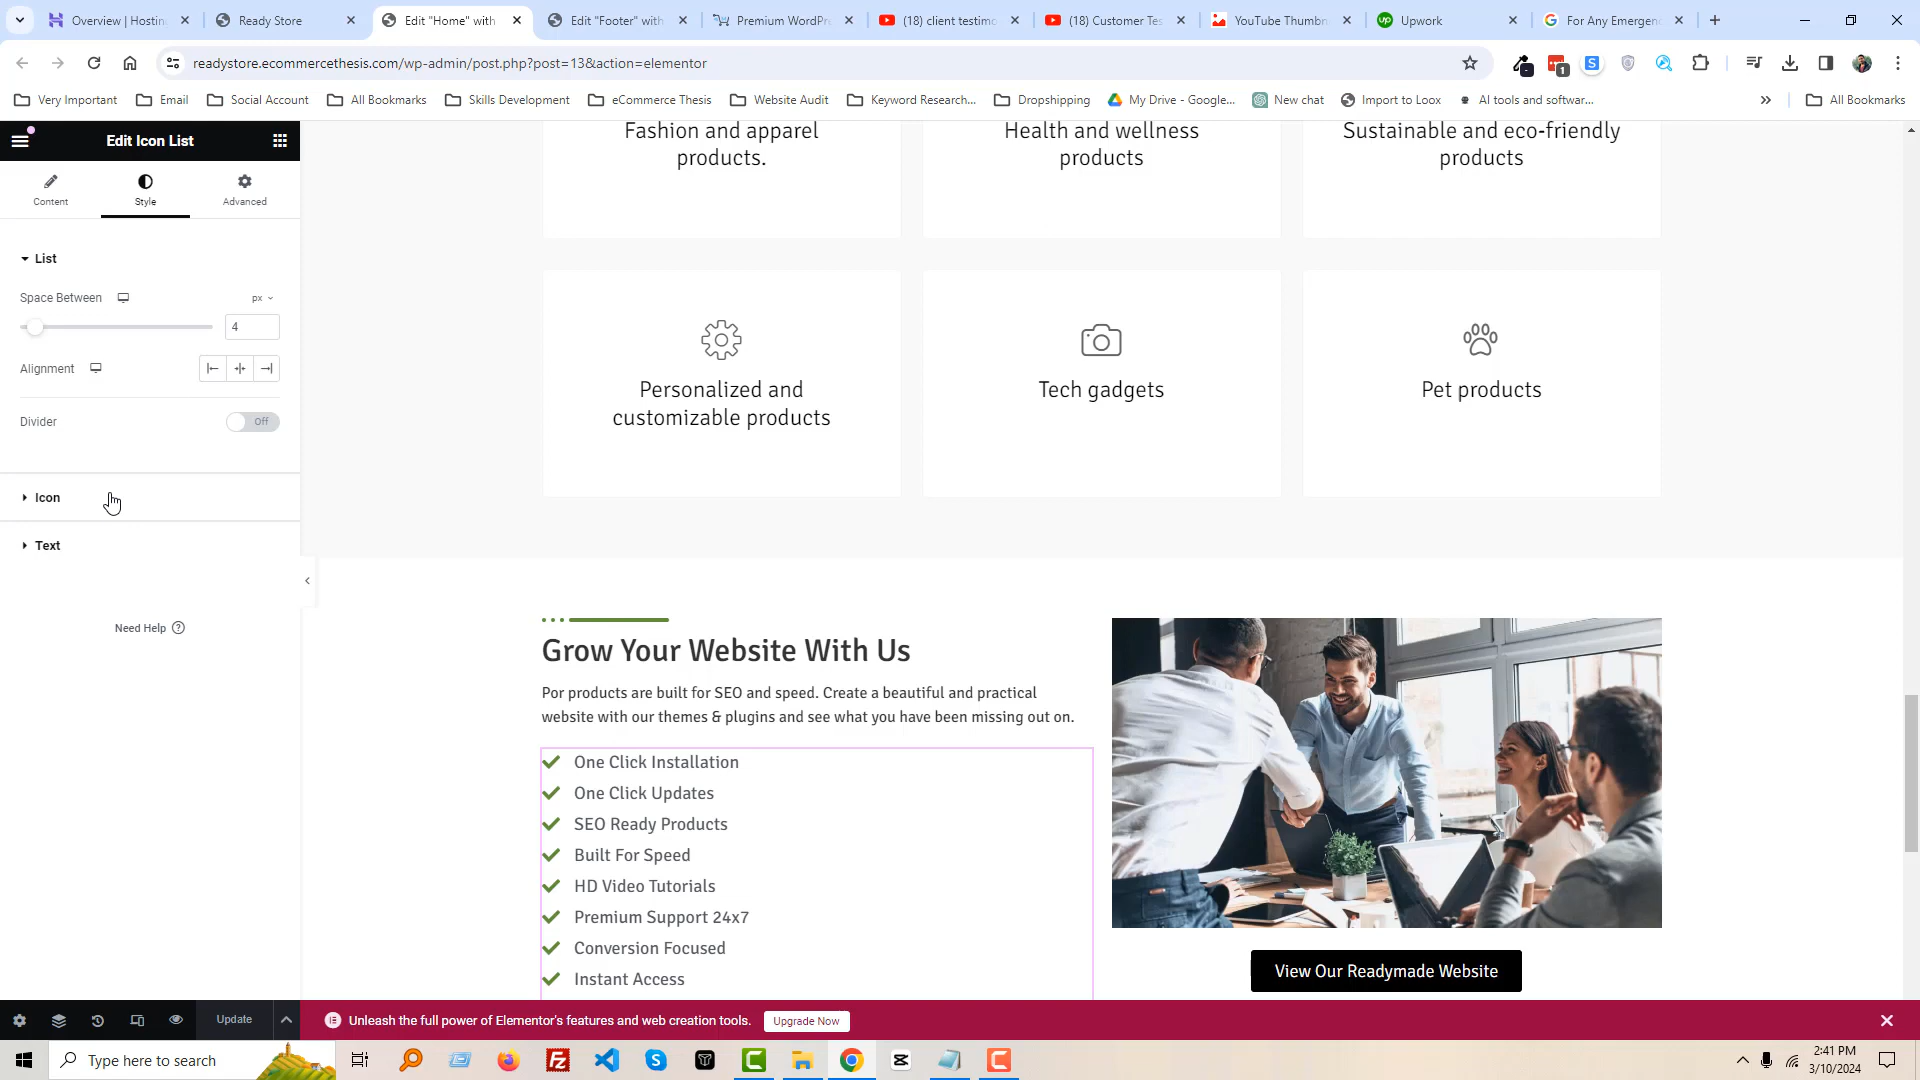 Overview | Hostin
Ready Store
Edit "Home" with
Edit "Footer" with
Premium WordPr
(18) client testimo
(18) Customer Tes
YouTube Thumbn
Upwork
For Any Emergen
readystore.ecommercethesis.com/wp-admin/post.php?post=13&action=elementor
1
Very Important
Email
Social Account
All Bookmarks
Skills Development
eCommerce Thesis
Website Audit
Keyword Research...
Dropshipping
My Drive - Google...
New chat
Import to Loox
AI tools and softwar...
»
All Bookmarks
Edit Icon List
Content
Style
Advanced
List
Space Between
px
4
Alignment
Divider
Off
Icon
Text
Need Help
Update
Fashion and apparel
products.
Health and wellness
products
Sustainable and eco-friendly
products
Personalized and
customizable products
Tech gadgets
Pet products
Grow Your Website With Us
Por products are built for SEO and speed. Create a beautiful and practical
website with our themes & plugins and see what you have been missing out on.
One Click Installation
One Click Updates
SEO Ready Products
Built For Speed
HD Video Tutorials
Premium Support 24x7
Conversion Focused
Instant Access
View Our Readymade Website
Unleash the full power of Elementor's features and web creation tools.
Upgrade Now
Type here to search
2:41 PM
3/10/2024